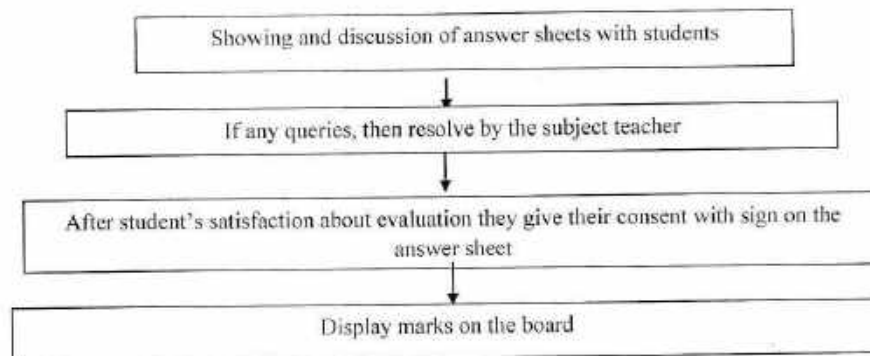 Showing and discussion of answer sheets with students
If any queries, then resolve by the subject teacher
After student's satisfaction about evaluation they give their consent with sign on the
answer sheet
Display marks on the board